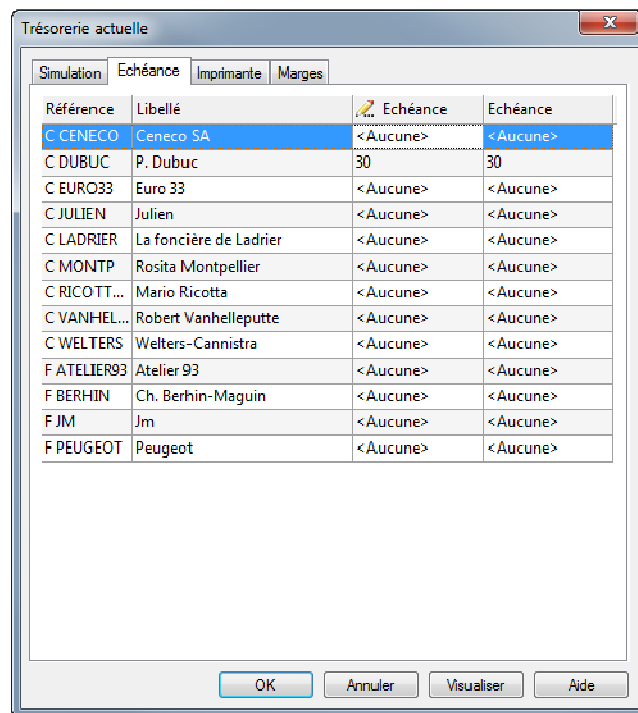 Trésorerie actuelle
Simulation Echéance Imprimante Marges
Référence Libellé Echéance Echéance
C CENECO Ceneco SA <Aucune> <Aucune>
C DUBUC P. Dubuc 30 30
C EURO33 Euro 33 <Aucune> <Aucune>
C JULIEN Julien <Aucune> <Aucune>
C LADRIER La foncière de Ladrier <Aucune> <Aucune>
C MONTP Rosita Montpellier <Aucune> <Aucune>
C RICOTT... Mario Ricotta <Aucune> <Aucune>
C VANHEL... Robert Vanhelleputte <Aucune> <Aucune>
C WELTERS Welters-Cannistra <Aucune> <Aucune>
F ATELIER93 Atelier 93 <Aucune> <Aucune>
F BERHIN Ch. Berhin-Maguin <Aucune> <Aucune>
F JM Jm <Aucune> <Aucune>
F PEUGEOT Peugeot <Aucune> <Aucune>
OK Annuler Visualiser Aide